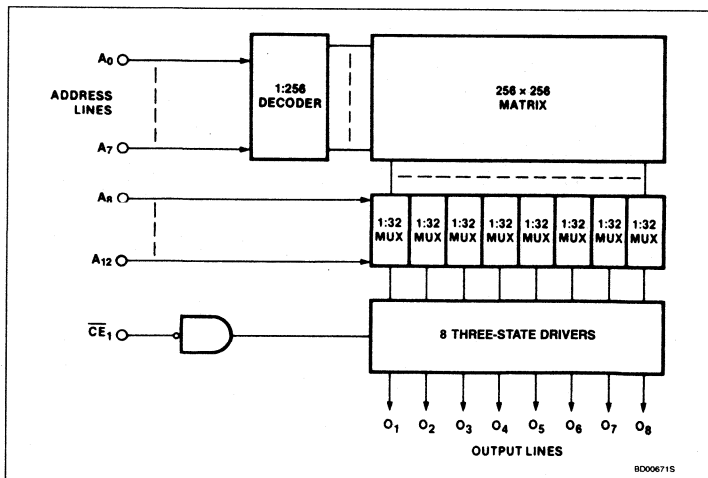 A0
ADDRESS
LINES
A7
1:256
DECODER
256 × 256
MATRIX
A8
A12
1:32 MUX
1:32 MUX
1:32 MUX
1:32 MUX
1:32 MUX
1:32 MUX
1:32 MUX
1:32 MUX
CE1
8 THREE-STATE DRIVERS
O1 O2 O3 O4 O5 O6 O7 O8
OUTPUT LINES
BD00671S